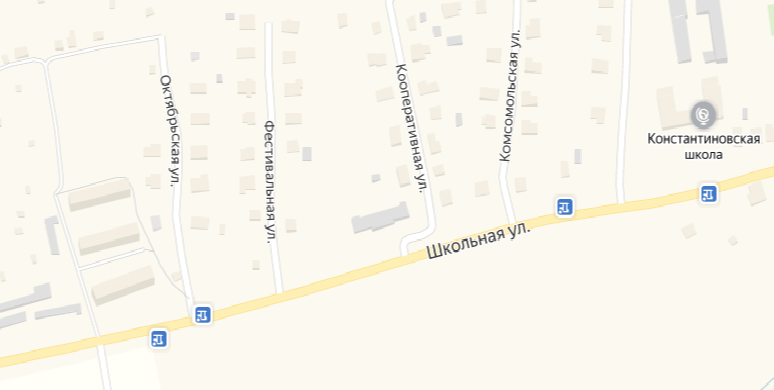 Октябрьская ул.
Фестивальная ул.
Кооперативная ул.
Комсомольская ул.
Константиновская
школа
Школьная ул.